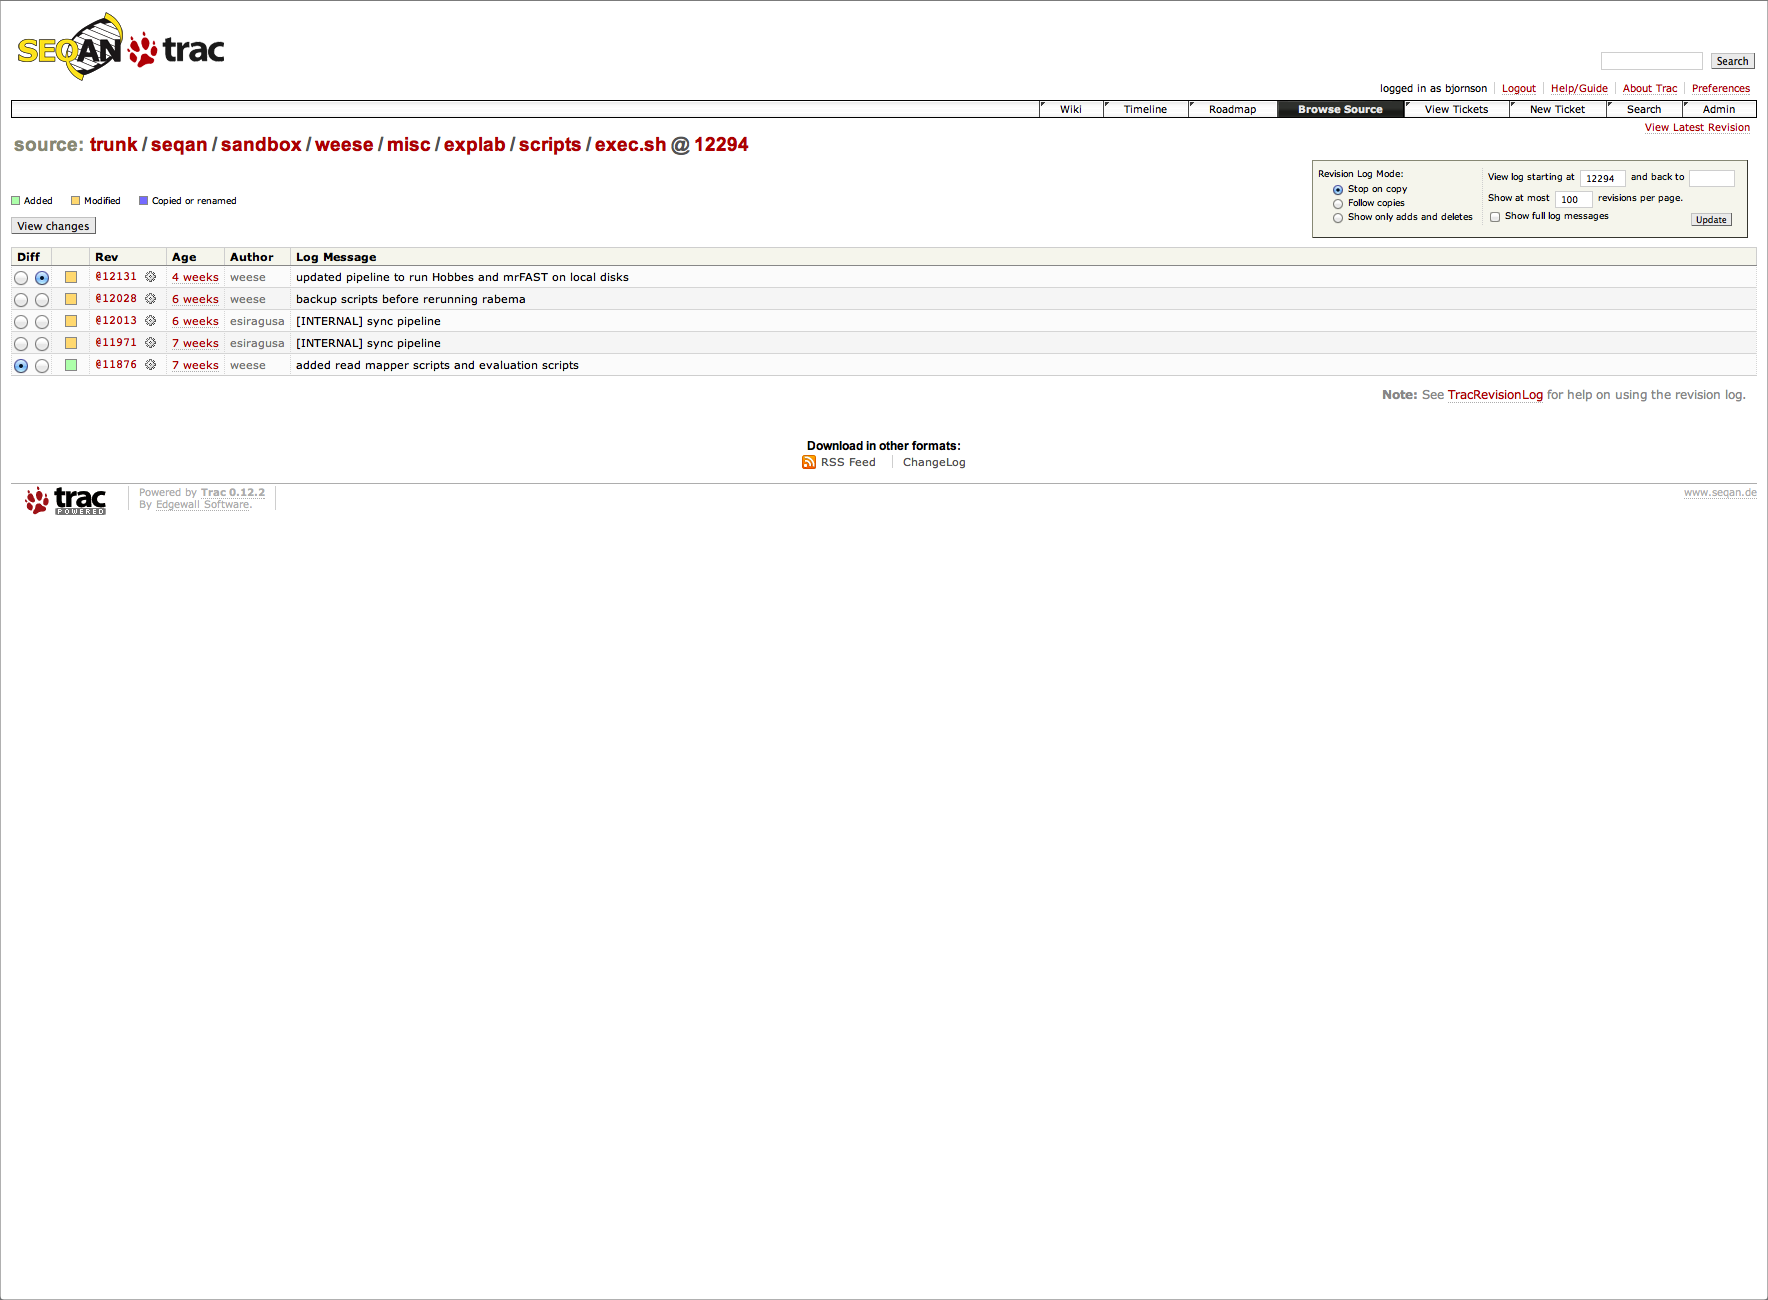 SEQAN trac
Search
logged in as bjornson Logout Help/Guide About Trac Preferences
Wiki Timeline Roadmap Browse Source View Tickets New Ticket Search Admin
View Latest Revision
source: trunk / seqan / sandbox / weese / misc / explab / scripts / exec.sh @ 12294
Revision Log Mode:
Stop on copy
Follow copies
Show only adds and deletes
View log starting at 12294 and back to
Show at most 100 revisions per page.
Show full log messages
Update
Added Modified Copied or renamed
View changes
Diff Rev Age Author Log Message
@12131 4 weeks weese updated pipeline to run Hobbes and mrFAST on local disks
@12028 6 weeks weese backup scripts before rerunning rabema
@12013 6 weeks esiragusa [INTERNAL] sync pipeline
@11971 7 weeks esiragusa [INTERNAL] sync pipeline
@11876 7 weeks weese added read mapper scripts and evaluation scripts
Note: See TracRevisionLog for help on using the revision log.
Download in other formats:
RSS Feed ChangeLog
trac POWERED
Powered by Trac 0.12.2
By Edgewall Software.
www.seqan.de